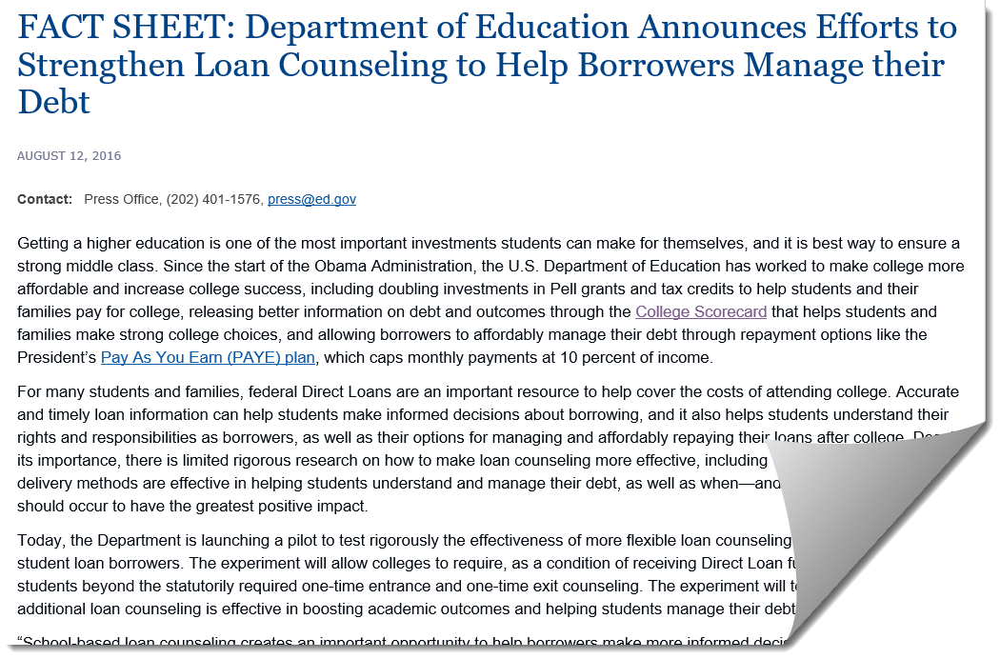 FACT SHEET: Department of Education Announces Efforts to
Strengthen Loan Counseling to Help Borrowers Manage their
Debt
AUGUST 12, 2016
Contact: Press Office, (202) 401-1576, press@ed.gov
Getting a higher education is one of the most important investments students can make for themselves, and it is best way to ensure a
strong middle class. Since the start of the Obama Administration, the U.S. Department of Education has worked to make college more
affordable and increase college success, including doubling investments in Pell grants and tax credits to help students and their
families pay for college, releasing better information on debt and outcomes through the College Scorecard that helps students and
families make strong college choices, and allowing borrowers to affordably manage their debt through repayment options like the
President’s Pay As You Earn (PAYE) plan, which caps monthly payments at 10 percent of income.
For many students and families, federal Direct Loans are an important resource to help cover the costs of attending college. Accurate
and timely loan information can help students make informed decisions about borrowing, and it also helps students understand their
rights and responsibilities as borrowers, as well as their options for managing and affordably repaying their loans after college.
its importance, there is limited rigorous research on how to make loan counseling more effective, including
delivery methods are effective in helping students understand and manage their debt, as well as when—and
should occur to have the greatest positive impact.
Today, the Department is launching a pilot to test rigorously the effectiveness of more flexible loan counseling
student loan borrowers. The experiment will allow colleges to require, as a condition of receiving Direct Loan
students beyond the statutorily required one-time entrance and one-time exit counseling. The experiment will
additional loan counseling is effective in boosting academic outcomes and helping students manage their debt
“School-based loan counseling creates an important opportunity to help borrowers make more informed